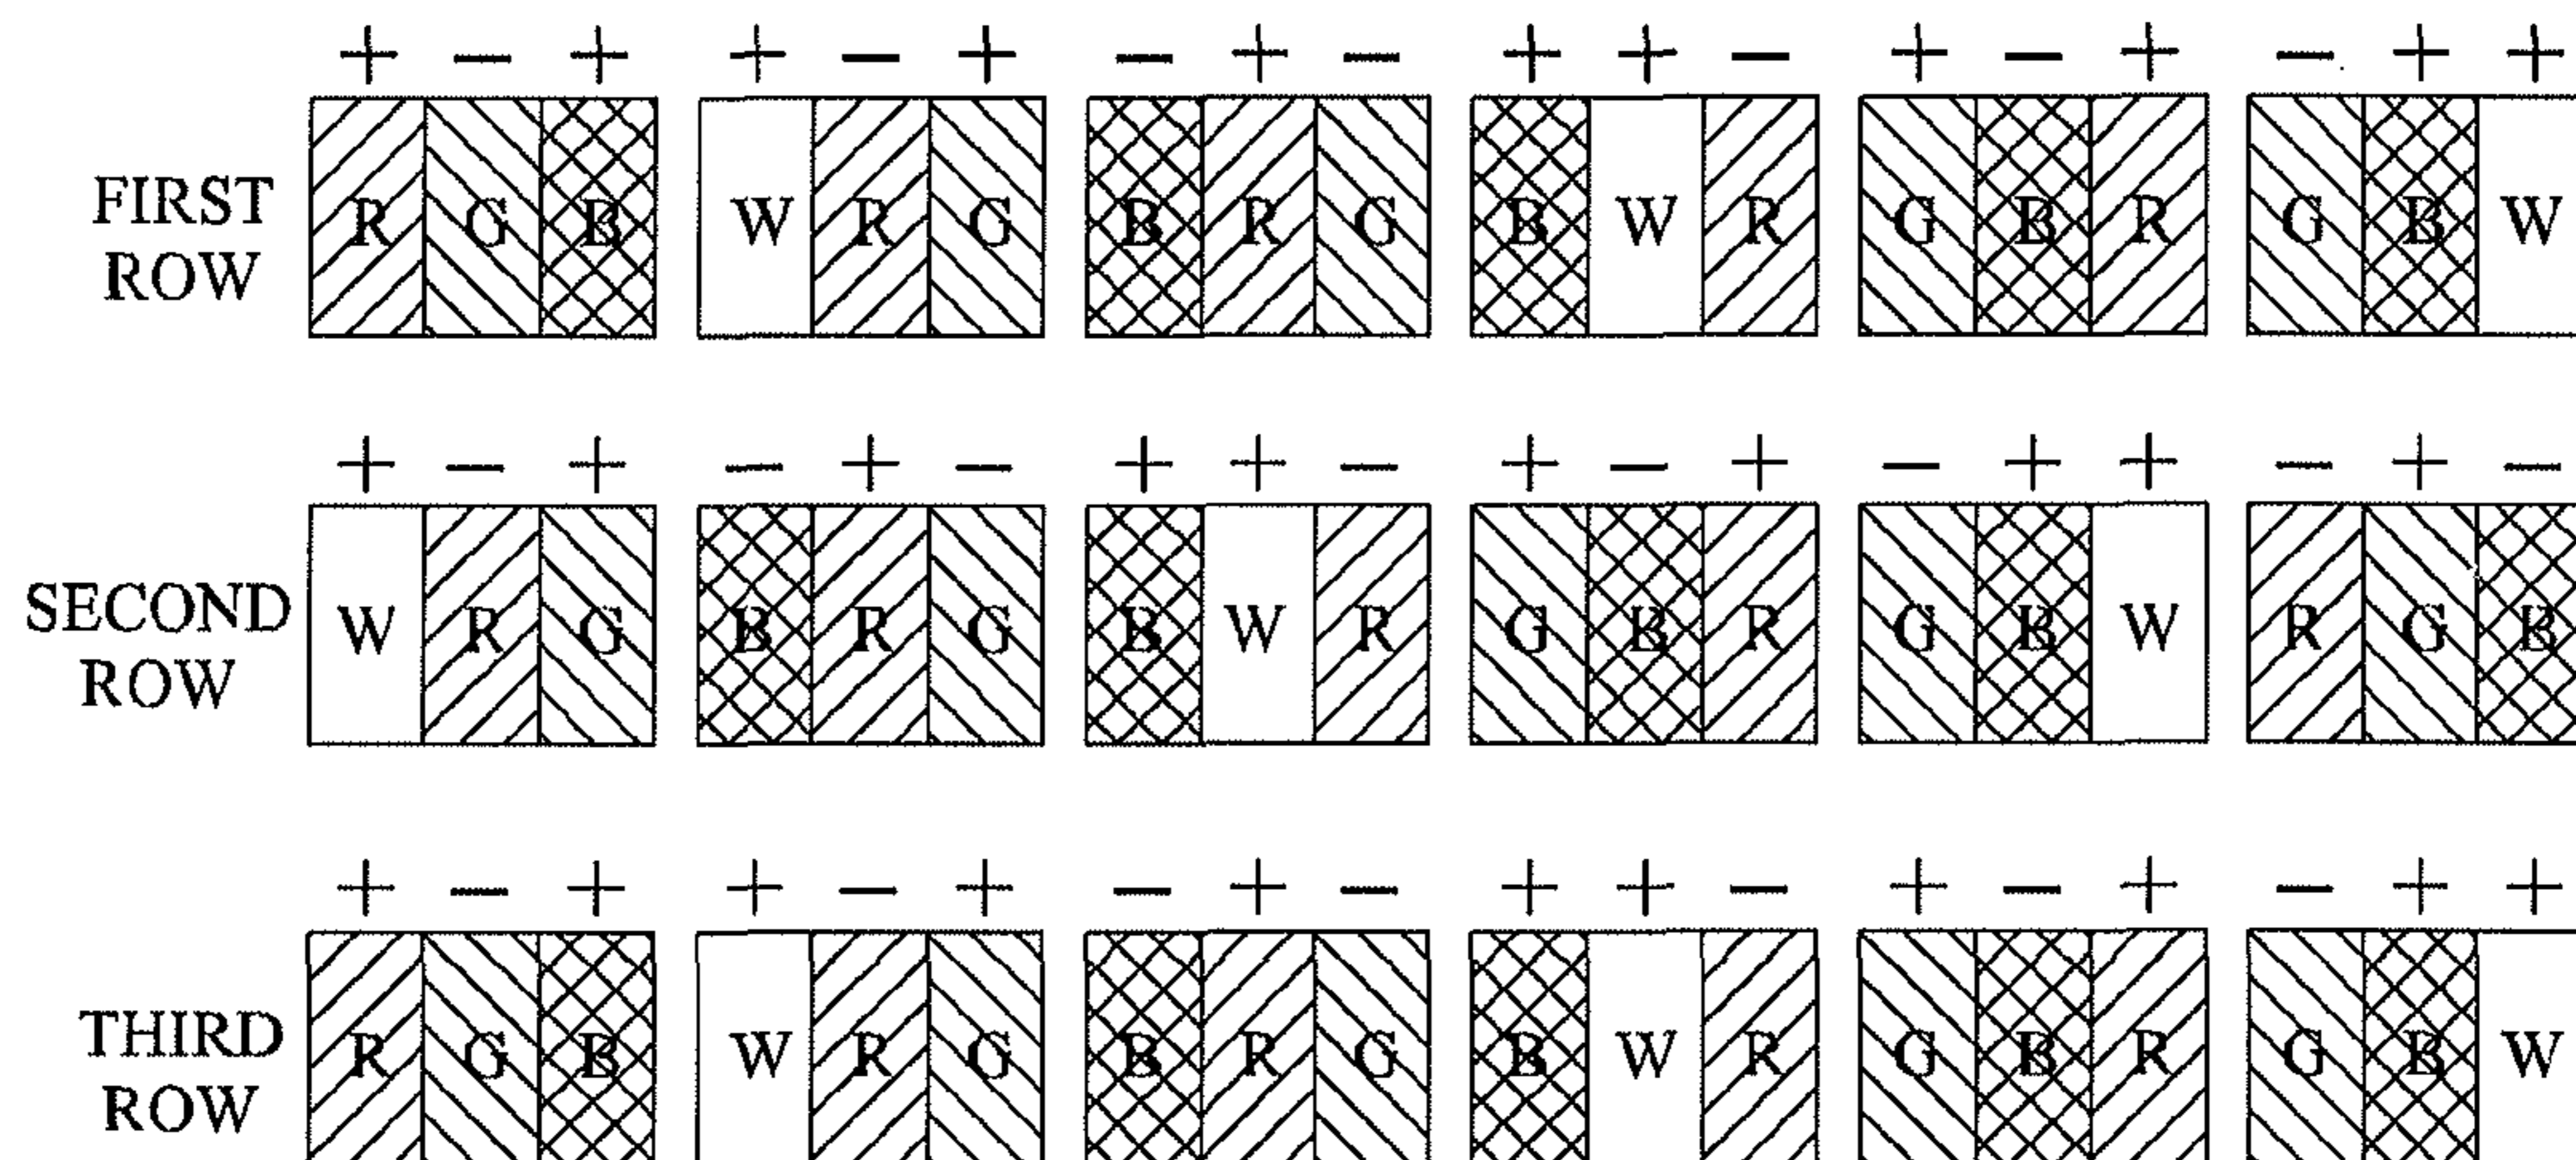 + − + + − + − + − + + − + − + − + +
FIRST
ROW
R G B W R G B R G B W R G B R G B W
+ − + − + − + + − + − + − + + − + −
SECOND
ROW
W R G B R G B W R G B R G B W R G B
+ − + + − + − + − + + − + − + − + +
THIRD
ROW
R G B W R G B R G B W R G B R G B W